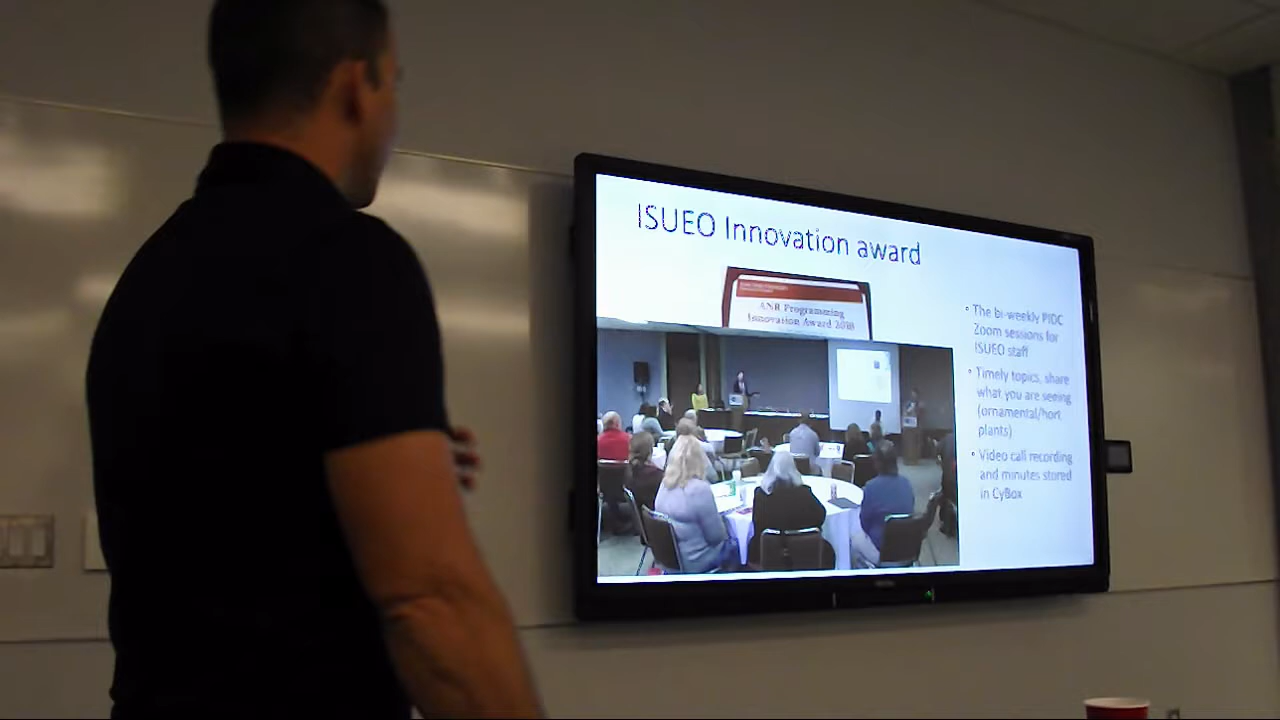 ISUEO Innovation award
ANR Programming
Innovation Award 2018
• The bi-weekly PIDC
Zoom sessions for
ISUEO staff
• Timely topics, share
what you are seeing
(ornamental/hort
plants)
• Video call recording
and minutes stored
in CyBox